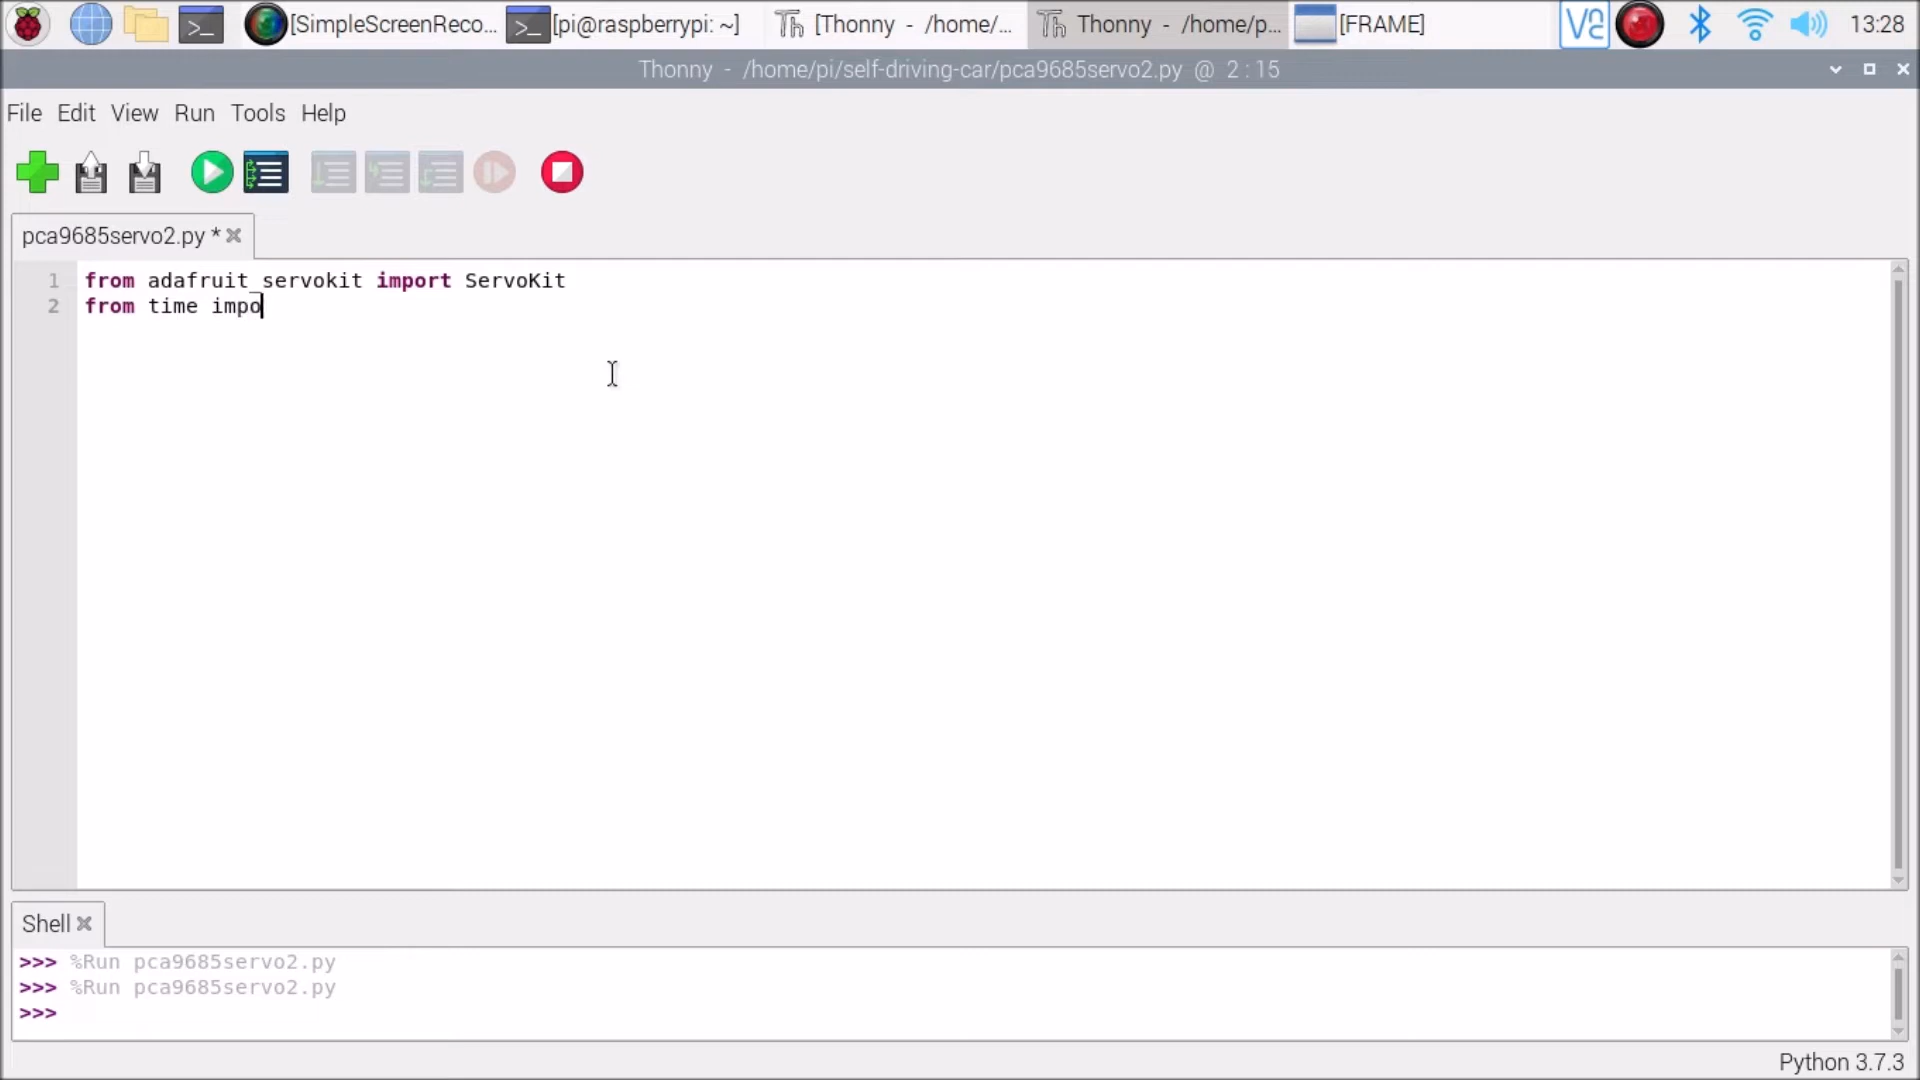 [SimpleScreenReco... [pi@raspberrypi: ~] [Thonny - /home/... Thonny - /home/p... [FRAME] 13:28
Thonny - /home/pi/self-driving-car/pca9685servo2.py @ 2:15
File Edit View Run Tools Help
pca9685servo2.py *
1 from adafruit_servokit import ServoKit
2 from time impo
Shell
>>> %Run pca9685servo2.py
>>> %Run pca9685servo2.py
>>>
Python 3.7.3